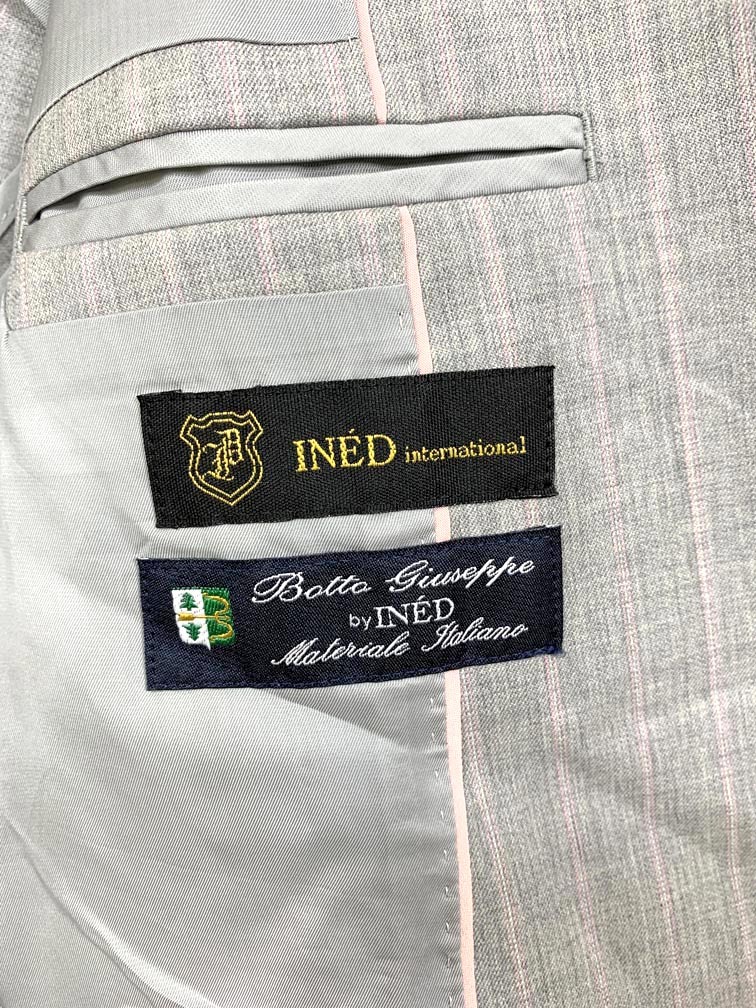 INÉD international
Botto Giuseppe
by INÉD
Materiale Italiano